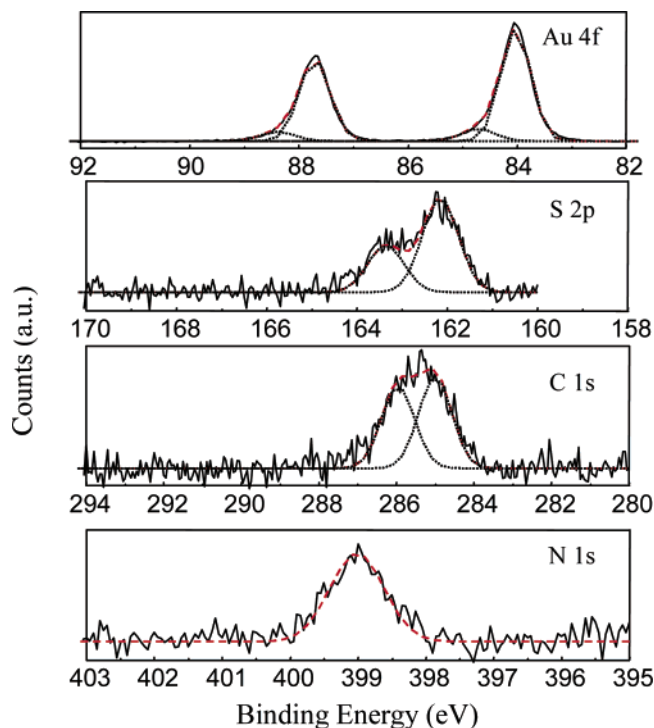 Au 4f
92 90 88 86 84 82
S 2p
170 168 166 164 162 160 158
C 1s
294 292 290 288 286 284 282 280
N 1s
403 402 401 400 399 398 397 396 395
Counts (a.u.)
Binding Energy (eV)